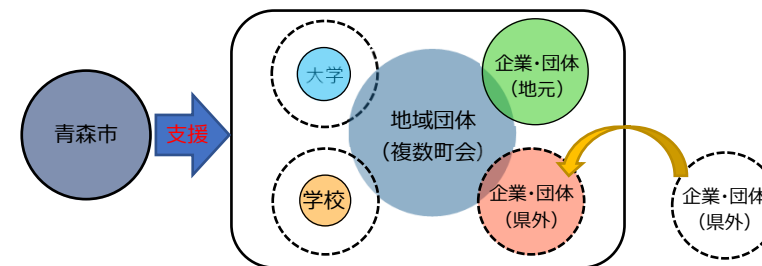 青森市
支援
大学
学校
地域団体
（複数町会）
企業・団体
（地元）
企業・団体
（県外）
企業・団体
（県外）